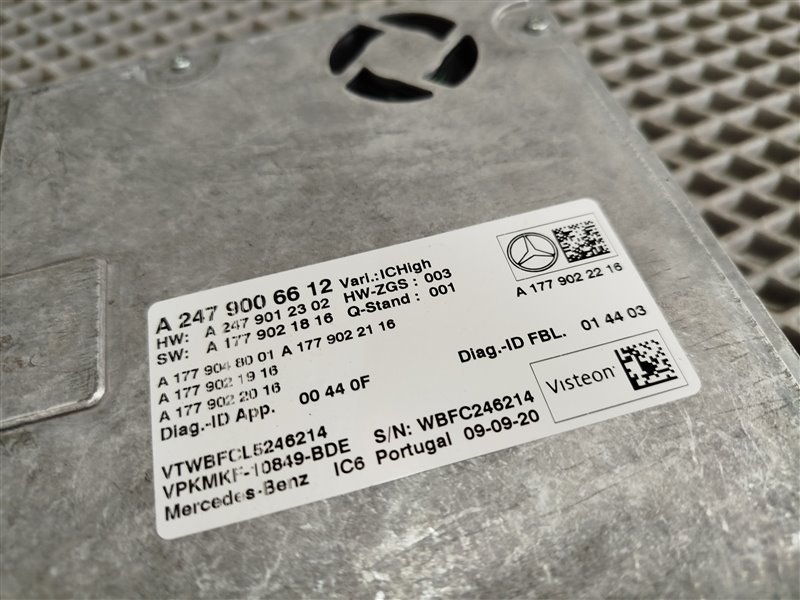 A 247 900 66 12 Vari.:ICHigh
HW: A 247 901 23 02 HW-ZGS : 003
SW: A 177 902 18 16 Q-Stand : 001
A 177 904 80 01 A 177 902 21 16
A 177 902 19 16
A 177 902 20 16
Diag.-ID App. 00 44 0F
Diag.-ID FBL. 01 44 03
A 177 902 22 16
VTWBFCL5246214
VPKMKF-10849-BDE S/N: WBFC246214
Mercedes-Benz IC6 Portugal 09-09-20
Visteon